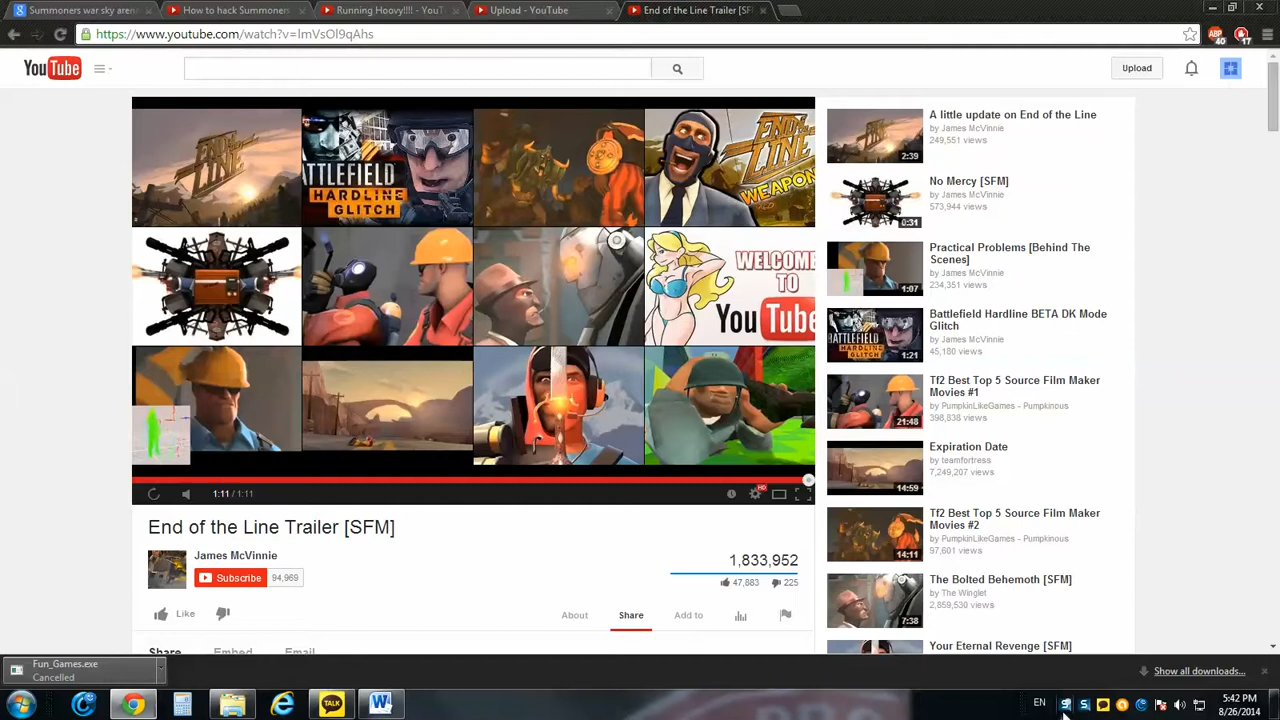 Summoners war sky aren
How to hack Summoners
Running Hoovy!!!! - YouT
Upload - YouTube
End of the Line Trailer [SF
https://www.youtube.com/watch?v=lmVsOl9qAhs
ABP
40
17
YouTube
Upload
END OF THE LINE
BATTLEFIELD
HARDLINE
GLITCH
END OF THE LINE
WEAPON
WELCOME
TO
YouTube
1:11 / 1:11
HD
End of the Line Trailer [SFM]
James McVinnie
Subscribe 94,969
1,833,952
47,883 225
Like
About Share Add to
Share Embed Email
A little update on End of the Line
by James McVinnie
249,551 views
2:39
No Mercy [SFM]
by James McVinnie
573,944 views
0:31
Practical Problems [Behind The
Scenes]
by James McVinnie
234,351 views
1:07
Battlefield Hardline BETA DK Mode
Glitch
by James McVinnie
45,180 views
1:21
Tf2 Best Top 5 Source Film Maker
Movies #1
by PumpkinLikeGames - Pumpkinous
398,838 views
21:48
Expiration Date
by teamfortress
7,249,207 views
14:59
Tf2 Best Top 5 Source Film Maker
Movies #2
by PumpkinLikeGames - Pumpkinous
97,601 views
14:11
The Bolted Behemoth [SFM]
by The Winglet
2,859,530 views
7:38
Your Eternal Revenge [SFM]
Fun_Games.exe
Cancelled
Show all downloads...
TALK
EN
5:42 PM
8/26/2014